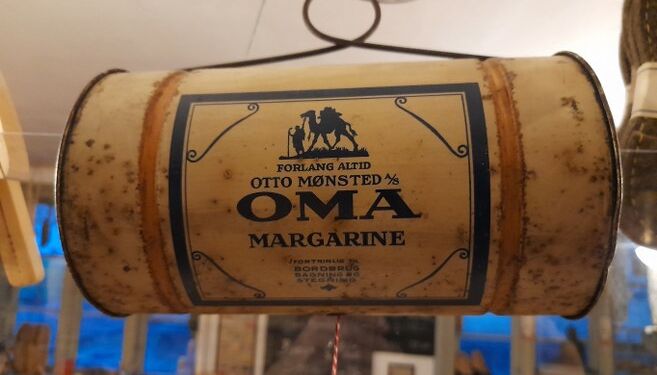 FORLANG ALTID
OTTO MØNSTED A/S
OMA
MARGARINE
FORTRINLIG TIL
BORDBRUG
BAGNING OG
STEGNING